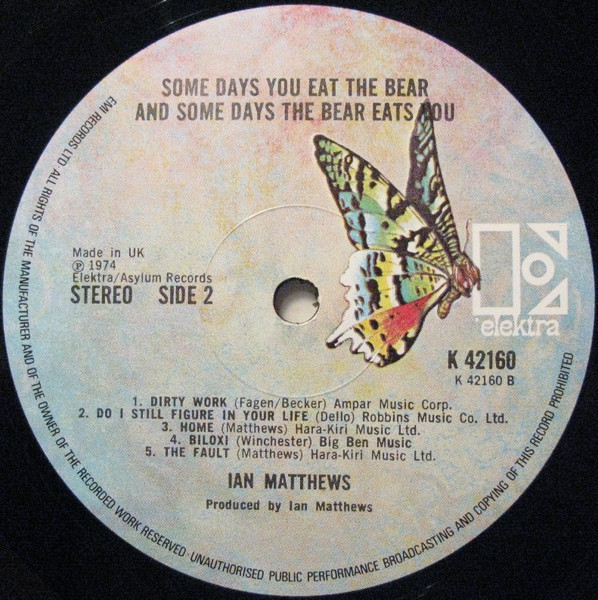 SOME DAYS YOU EAT THE BEAR
AND SOME DAYS THE BEAR EATS YOU
Made in UK
℗ 1974
Elektra/Asylum Records
STEREO SIDE 2
elektra
K 42160
K 42160 B
1. DIRTY WORK (Fagen/Becker) Ampar Music Corp.
2. DO I STILL FIGURE IN YOUR LIFE (Dello) Robbins Music Co. Ltd.
3. HOME (Matthews) Hara-Kiri Music Ltd.
4. BILOXI (Winchester) Big Ben Music
5. THE FAULT (Matthews) Hara-Kiri Music Ltd.
IAN MATTHEWS
Produced by Ian Matthews
EMI RECORDS LTD· ALL RIGHTS OF THE MANUFACTURER AND OF THE OWNER OF THE RECORDED WORK RESERVED · UNAUTHORISED PUBLIC PERFORMANCE BROADCASTING AND COPYING OF THIS RECORD PROHIBITED